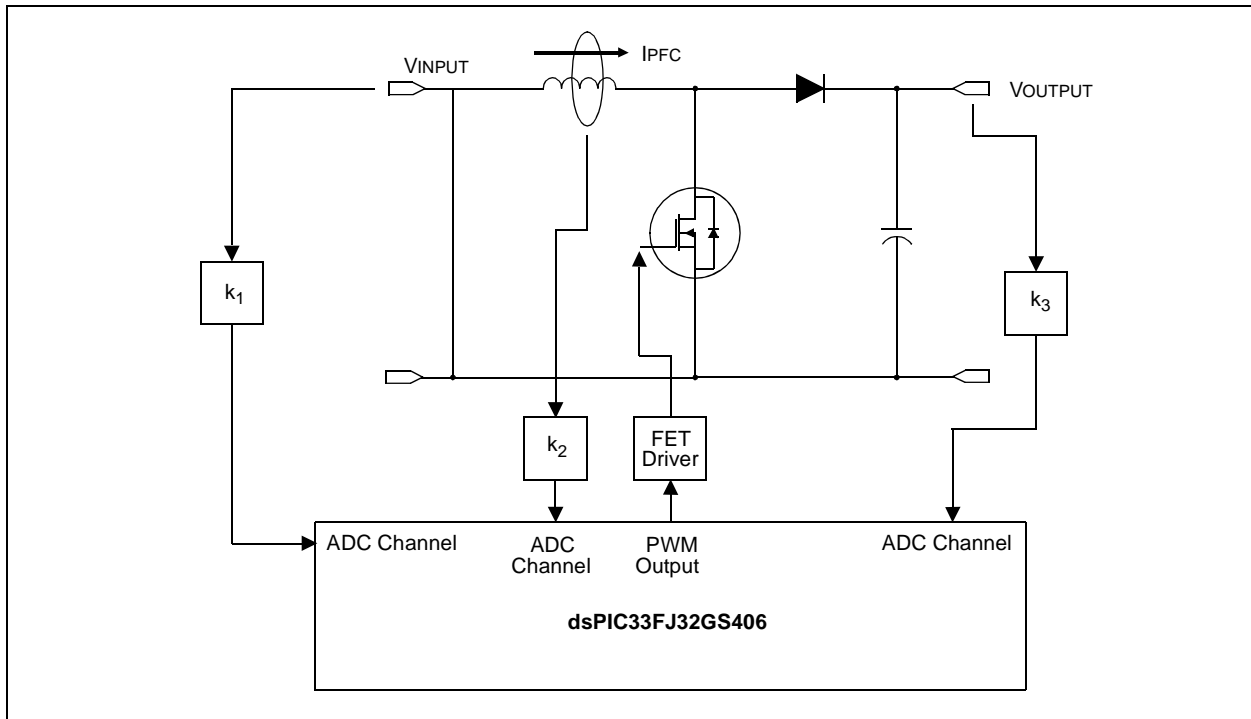 IPFC
VINPUT
VOUTPUT
k1
k3
k2
FET
Driver
ADC Channel
ADC
Channel
PWM
Output
ADC Channel
dsPIC33FJ32GS406